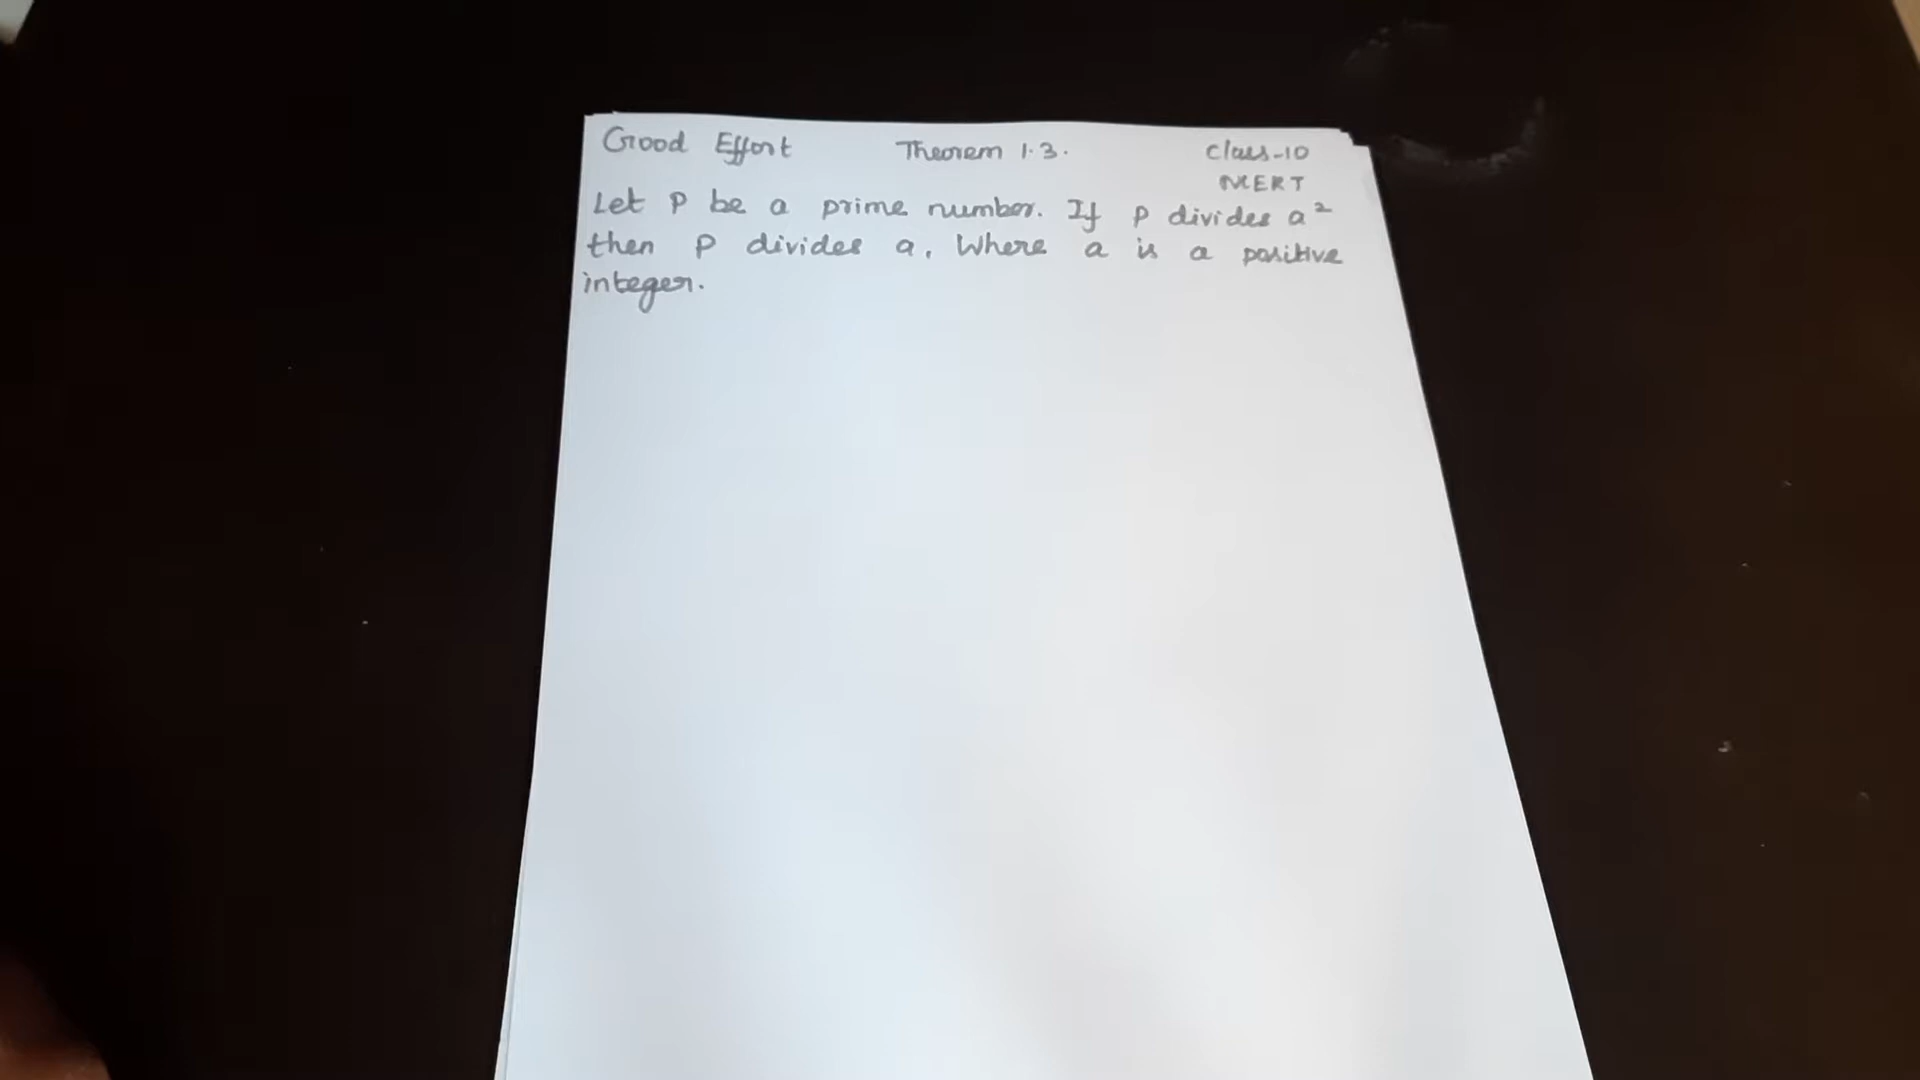 Good Effort Theorem 1.3. Class-10
NCERT
Let P be a prime number. If P divides a²
then P divides a. Where a is a positive
integer.